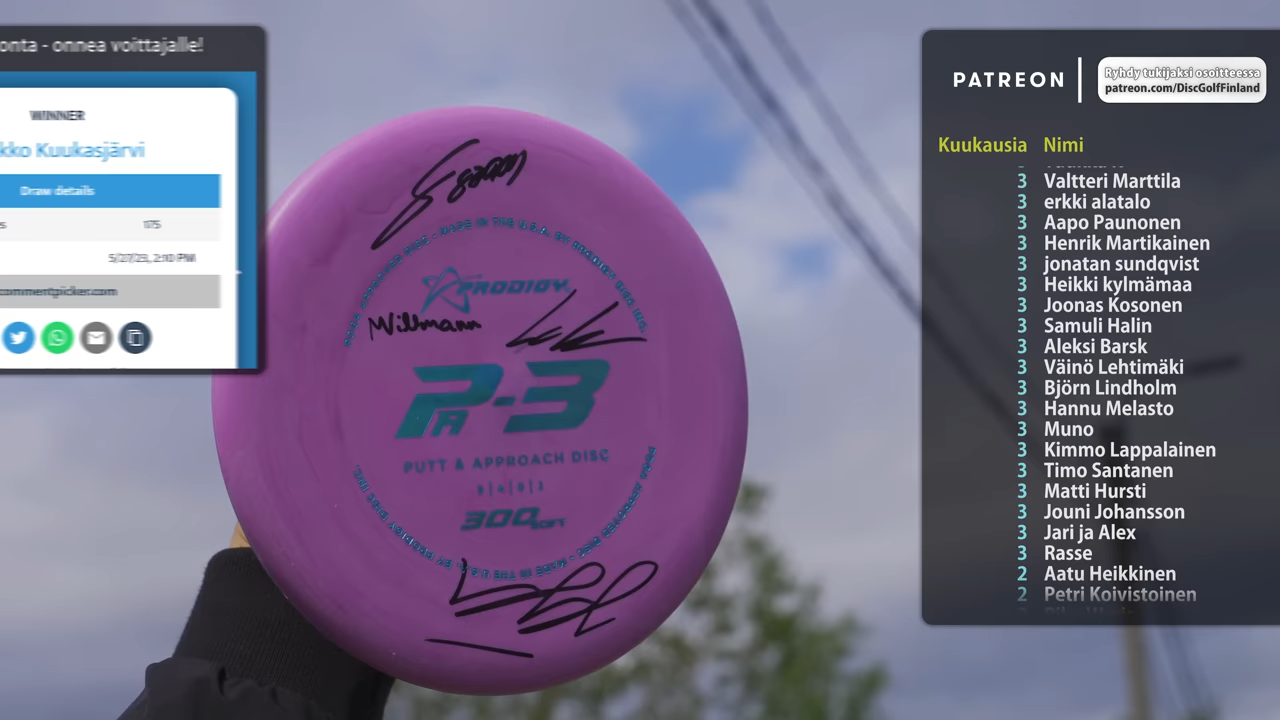 onta - onnea voittajalle!
WINNER
kko Kuukasjärvi
Draw details
175
5/27/23, 2:10 PM
commentpicker.com
PRODIGY
Willmann
PA-3
PUTT & APPROACH DISC
3|4|0|1
300 SOFT
PATREON
Ryhdy tukijaksi osoitteessa
patreon.com/DiscGolfFinland
Kuukausia Nimi
3 Valtteri Marttila
3 erkki alatalo
3 Aapo Paunonen
3 Henrik Martikainen
3 jonatan sundqvist
3 Heikki kylmämaa
3 Joonas Kosonen
3 Samuli Halin
3 Aleksi Barsk
3 Väinö Lehtimäki
3 Björn Lindholm
3 Hannu Melasto
3 Muno
3 Kimmo Lappalainen
3 Timo Santanen
3 Matti Hursti
3 Jouni Johansson
3 Jari ja Alex
3 Rasse
2 Aatu Heikkinen
2 Petri Koivistoinen